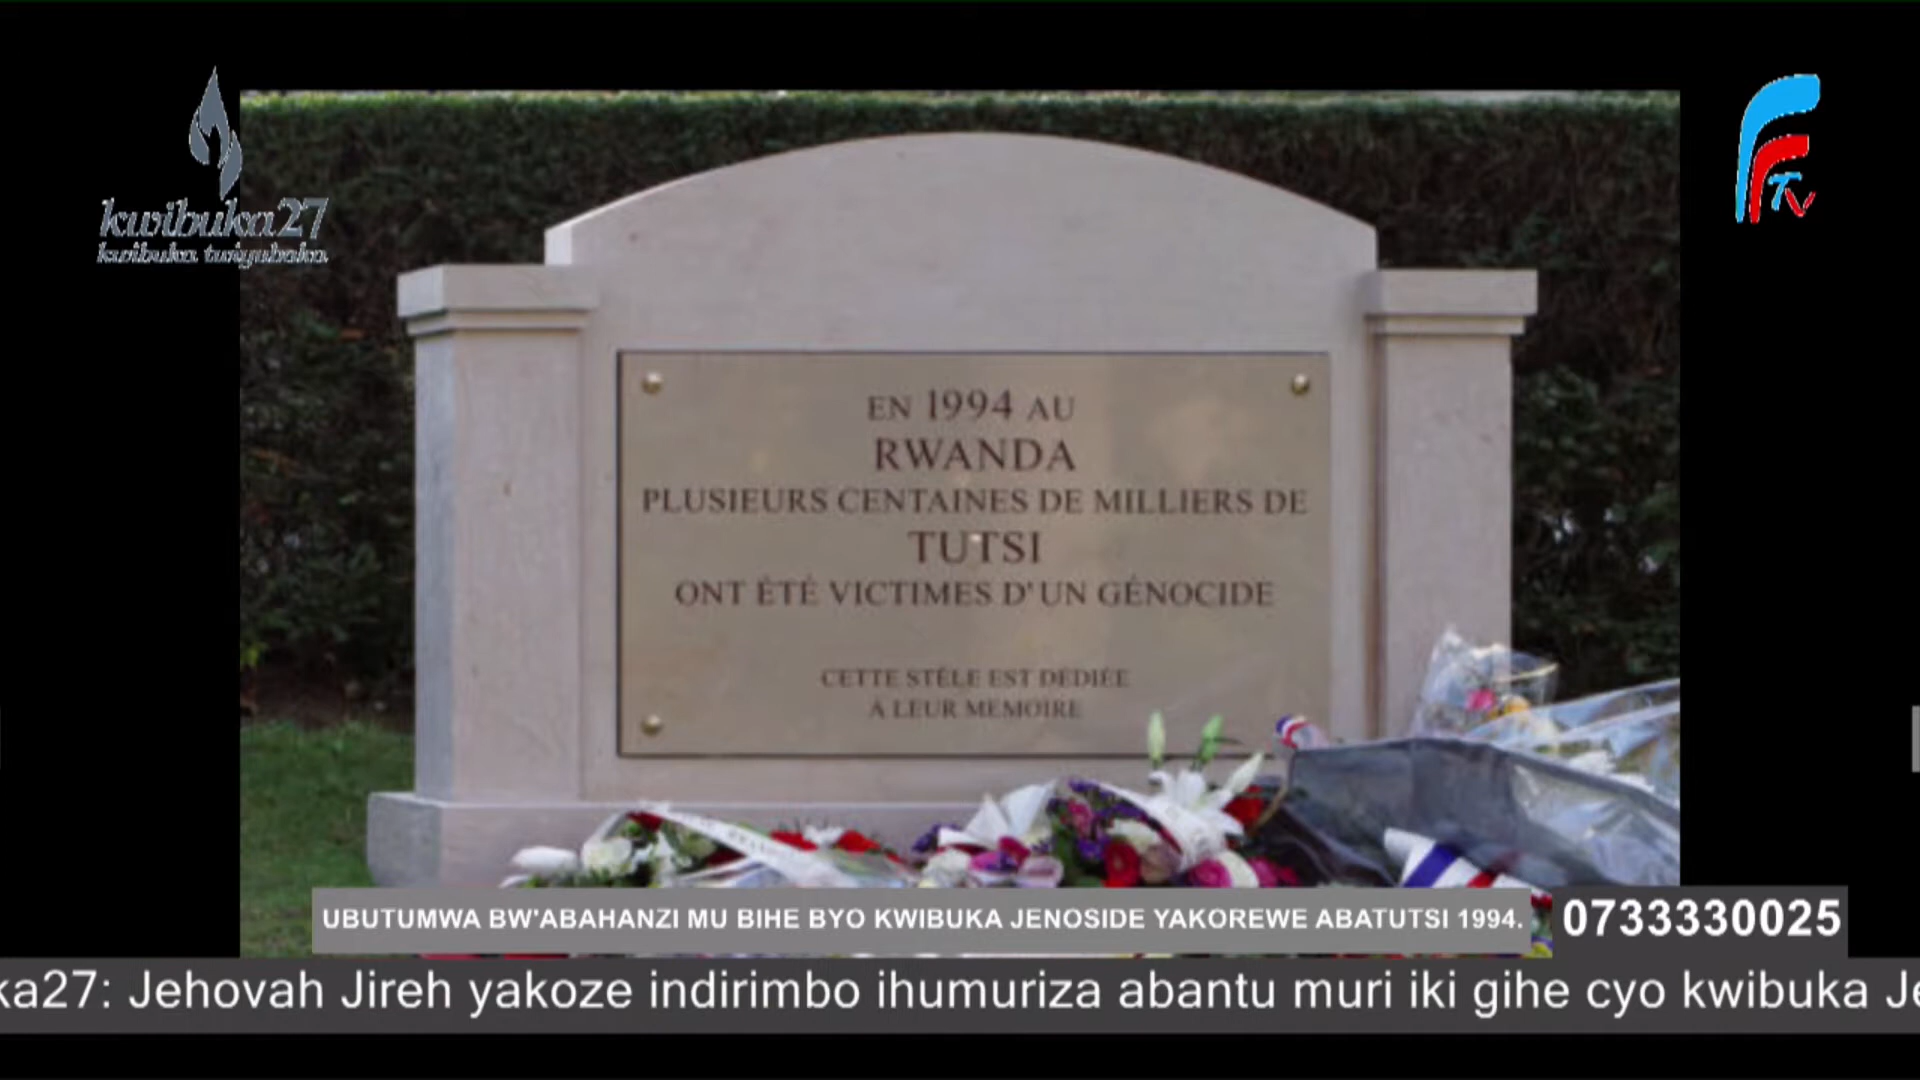 kwibuka27
kwibuka twiyubaka
TV
EN 1994 AU
RWANDA
PLUSIEURS CENTAINES DE MILLIERS DE
TUTSI
ONT ÉTÉ VICTIMES D'UN GÉNOCIDE
CETTE STÈLE EST DÉDIÉE
À LEUR MÉMOIRE
UBUTUMWA BW'ABAHANZI MU BIHE BYO KWIBUKA JENOSIDE YAKOREWE ABATUTSI 1994.
0733330025
ka27: Jehovah Jireh yakoze indirimbo ihumuriza abantu muri iki gihe cyo kwibuka Je